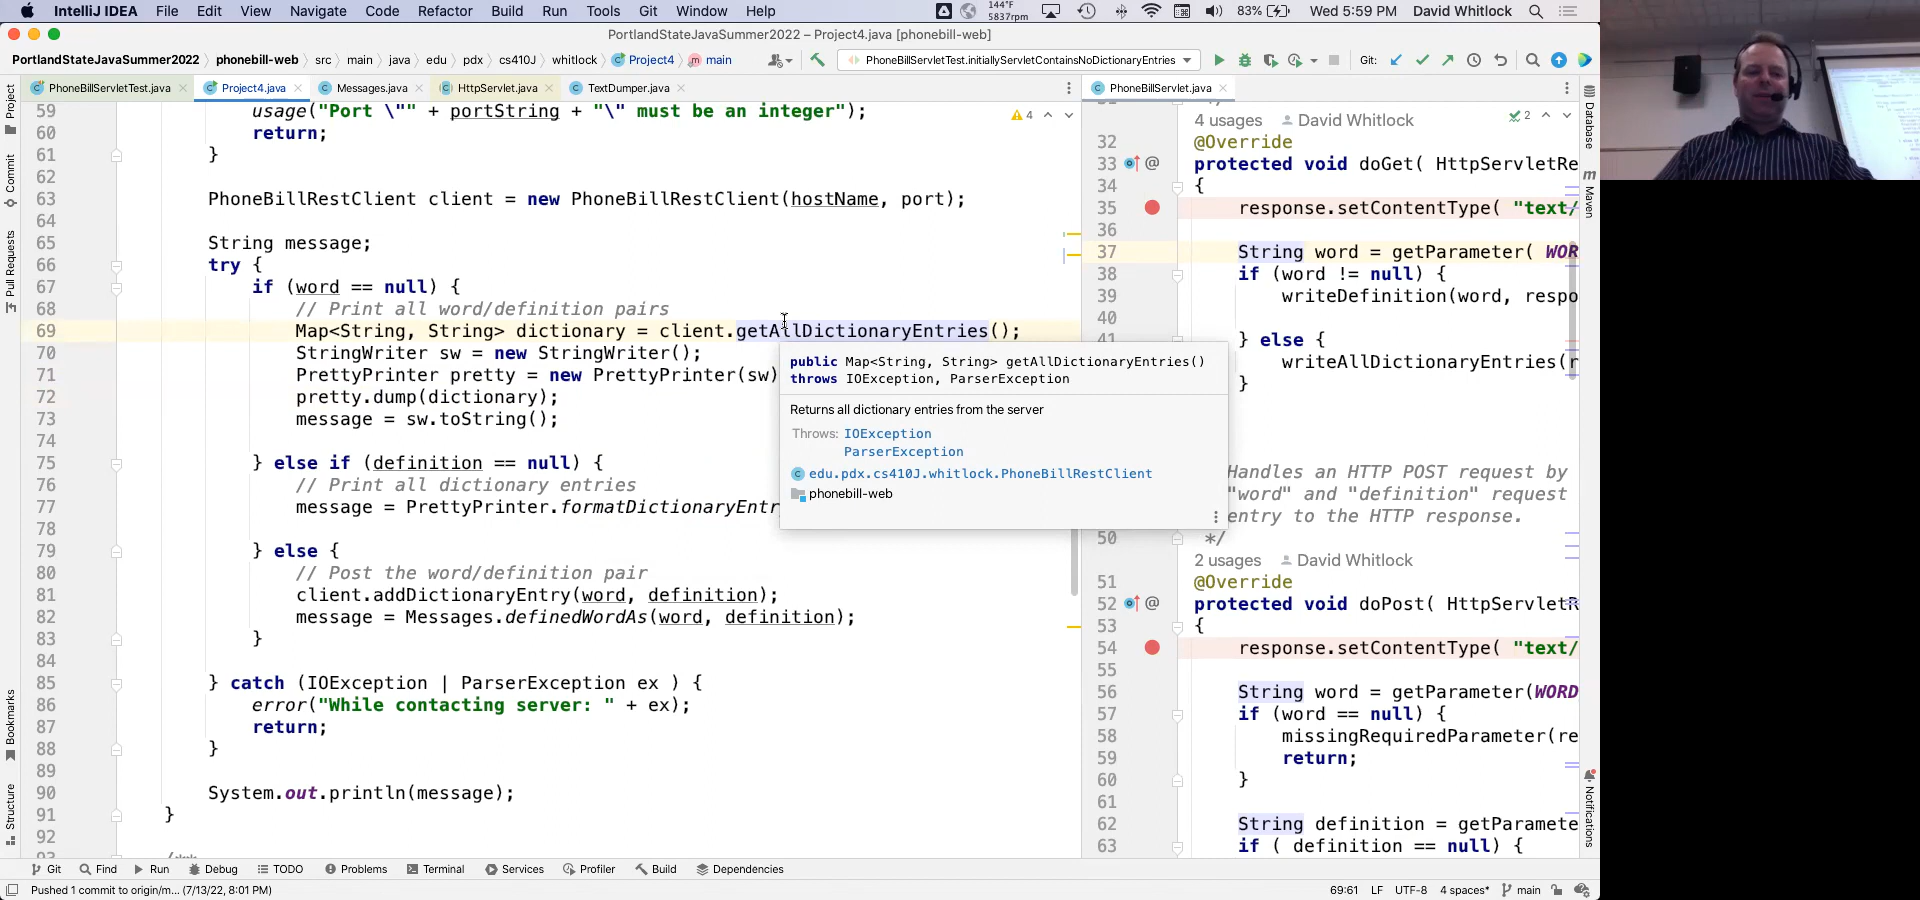 IntelliJ IDEA File Edit View Navigate Code Refactor Build Run Tools Git Window Help 144°F 5837rpm 83% Wed 5:59 PM David Whitlock
PortlandStateJavaSummer2022 – Project4.java [phonebill-web]
PortlandStateJavaSummer2022 phonebill-web src main java edu pdx cs410J whitlock Project4 main PhoneBillServletTest.initiallyServletContainsNoDictionaryEntries Git:
PhoneBillServletTest.java Project4.java Messages.java HttpServlet.java TextDumper.java
59 usage("Port \"" + portString + "\" must be an integer"); 4
60 return;
61 }
62
63 PhoneBillRestClient client = new PhoneBillRestClient(hostName, port);
64
65 String message;
66 try {
67 if (word == null) {
68 // Print all word/definition pairs
69 Map<String, String> dictionary = client.getAllDictionaryEntries();
70 StringWriter sw = new StringWriter();
71 PrettyPrinter pretty = new PrettyPrinter(sw)
72 pretty.dump(dictionary);
73 message = sw.toString();
74
75 } else if (definition == null) {
76 // Print all dictionary entries
77 message = PrettyPrinter.formatDictionaryEntr
78
79 } else {
80 // Post the word/definition pair
81 client.addDictionaryEntry(word, definition);
82 message = Messages.definedWordAs(word, definition);
83 }
84
85 } catch (IOException | ParserException ex ) {
86 error("While contacting server: " + ex);
87 return;
88 }
89
90 System.out.println(message);
91 }
92
public Map<String, String> getAllDictionaryEntries()
throws IOException, ParserException
Returns all dictionary entries from the server
Throws: IOException
ParserException
edu.pdx.cs410J.whitlock.PhoneBillRestClient
phonebill-web
PhoneBillServlet.java
4 usages David Whitlock 2
32 @Override
33 protected void doGet( HttpServletRe
34 {
35 response.setContentType( "text/
36
37 String word = getParameter( WOR
38 if (word != null) {
39 writeDefinition(word, respo
40
41 } else {
writeAllDictionaryEntries(r
}
Handles an HTTP POST request by
"word" and "definition" request
entry to the HTTP response.
50 */
2 usages David Whitlock
51 @Override
52 protected void doPost( HttpServletR
53 {
54 response.setContentType( "text/
55
56 String word = getParameter(WORD
57 if (word == null) {
58 missingRequiredParameter(re
59 return;
60 }
61
62 String definition = getParamete
63 if ( definition == null) {
Project
Commit
Pull Requests
Bookmarks
Structure
Database
Maven
Notifications
Git Find Run Debug TODO Problems Terminal Services Profiler Build Dependencies
Pushed 1 commit to origin/m... (7/13/22, 8:01 PM) 69:61 LF UTF-8 4 spaces* main